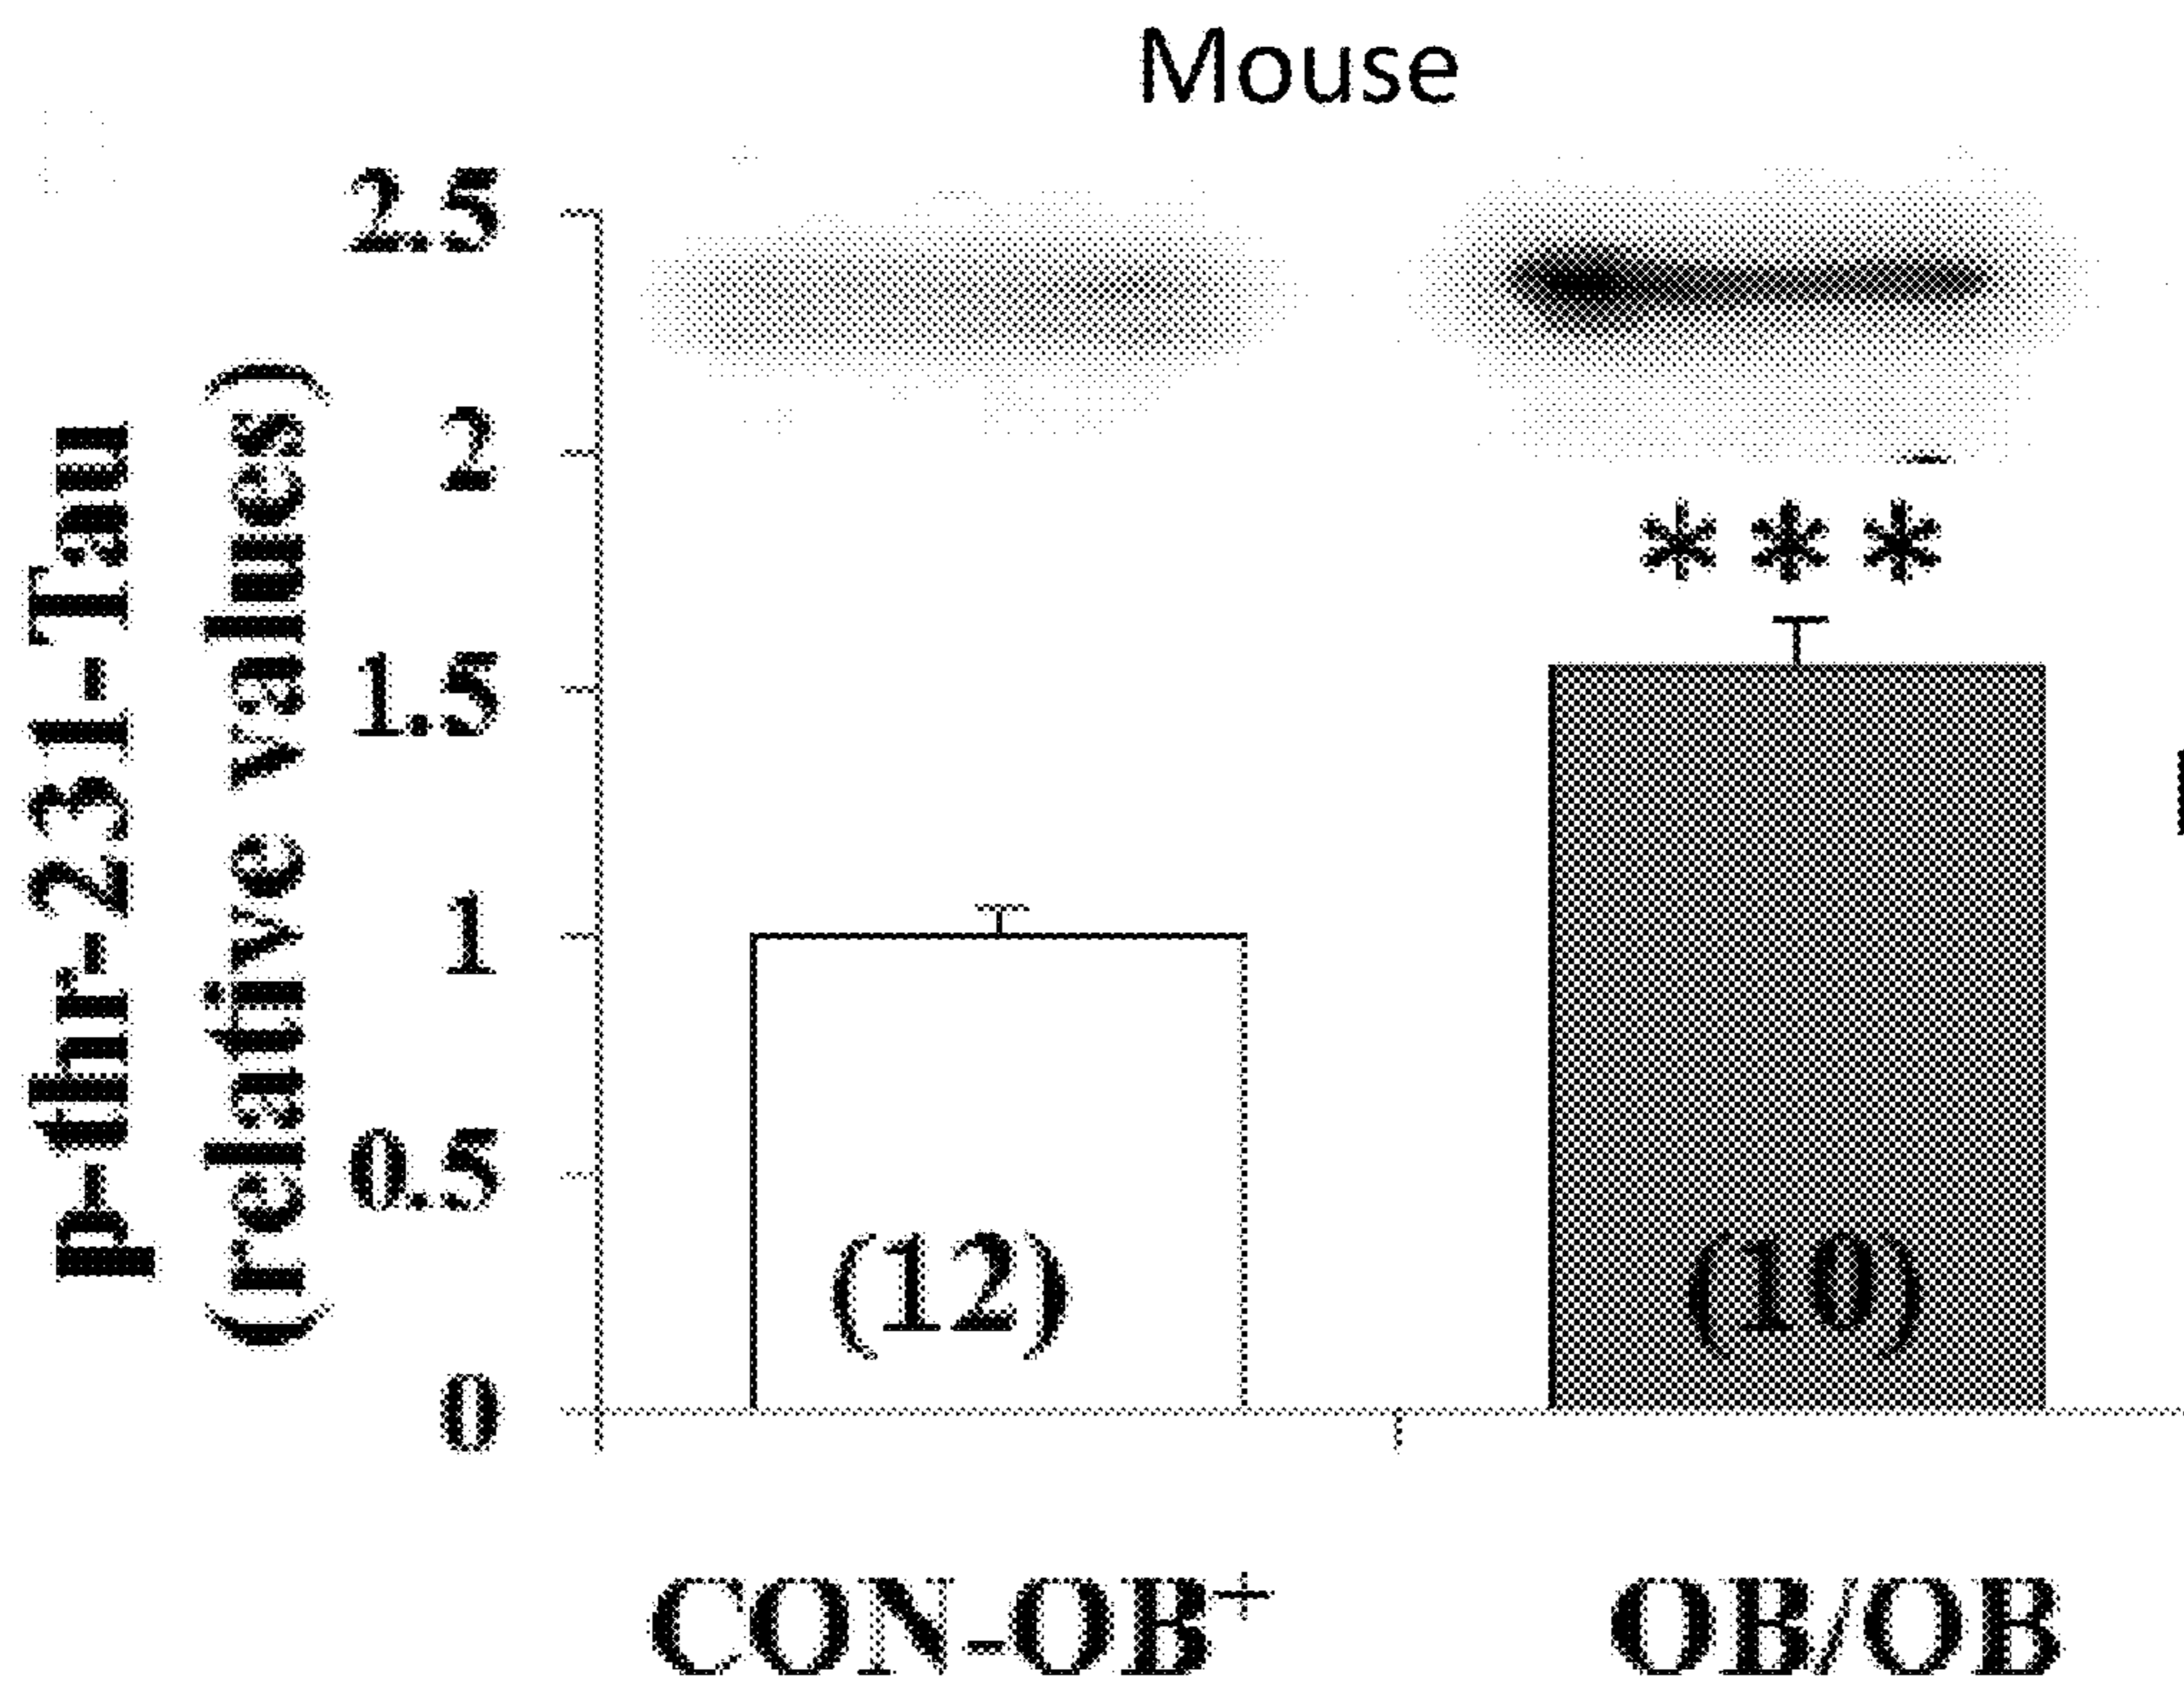 Mouse
p-thr-231-Tau
(relative values)
2.5
2
1.5
1
0.5
0
***
(12)
(10)
CON-OB⁺
OB/OB